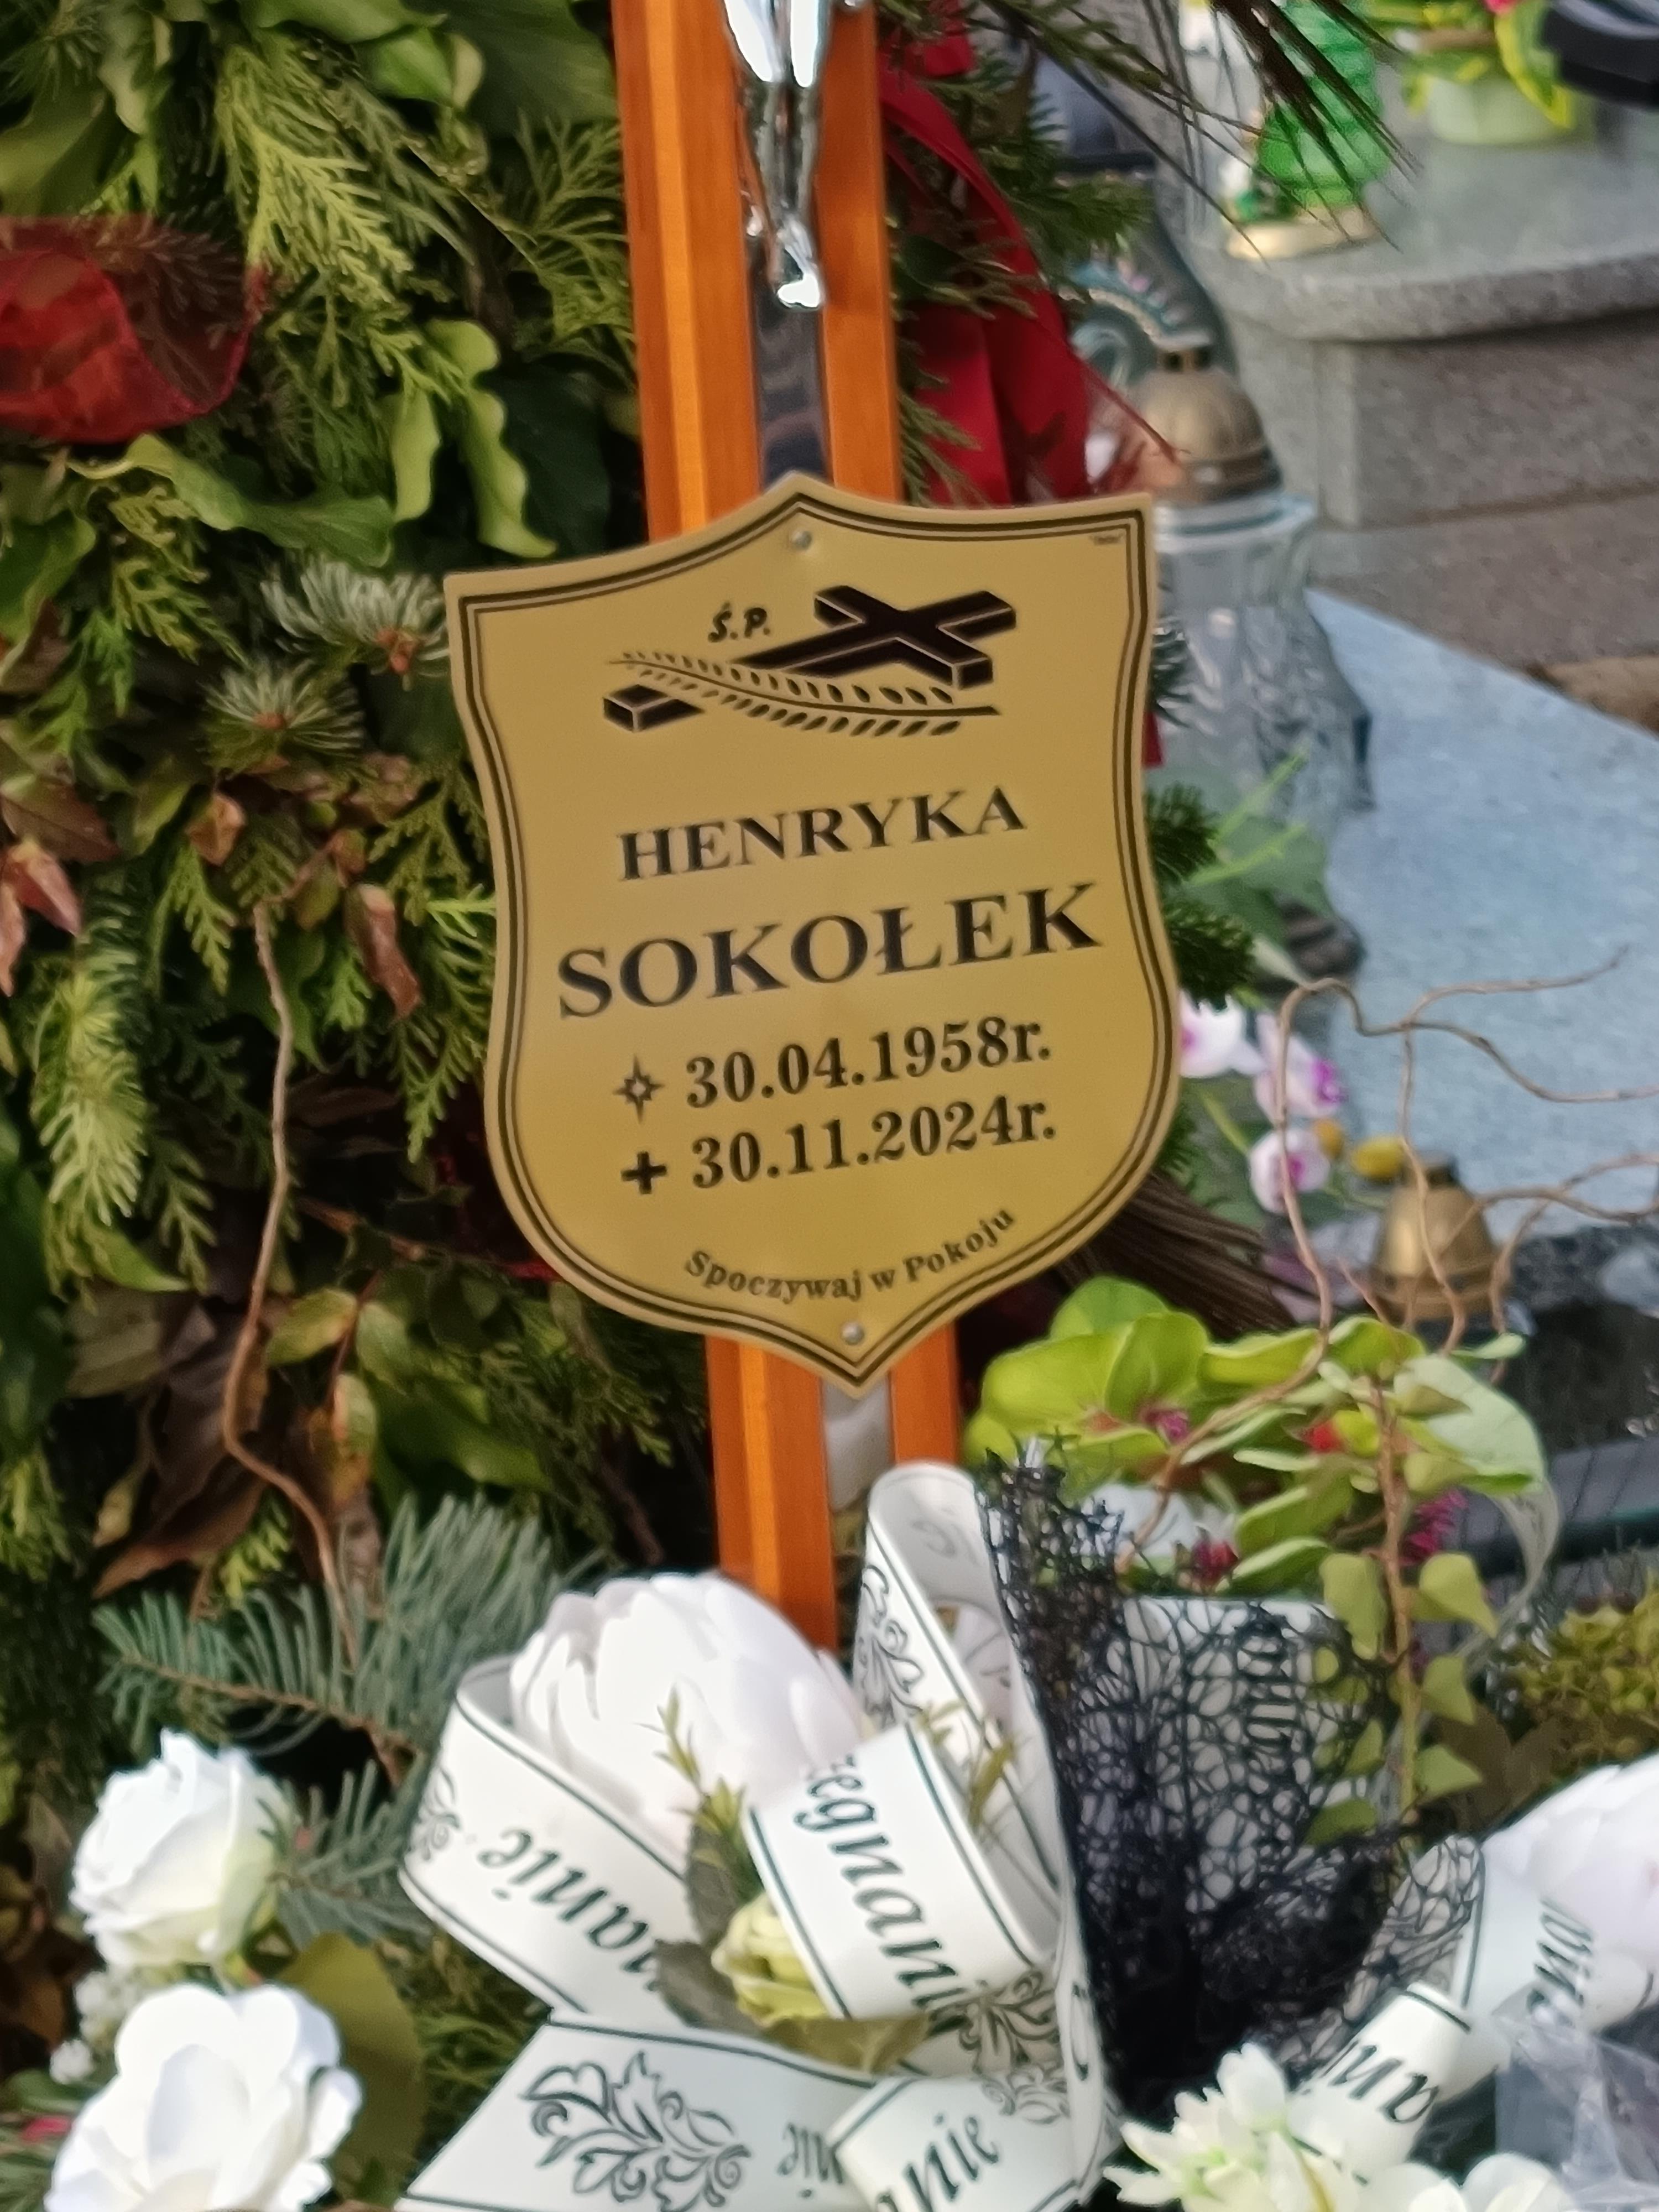 Ś.P.
HENRYKA
SOKOŁEK
30.04.1958r.
+ 30.11.2024r.
Spoczywaj w Pokoju